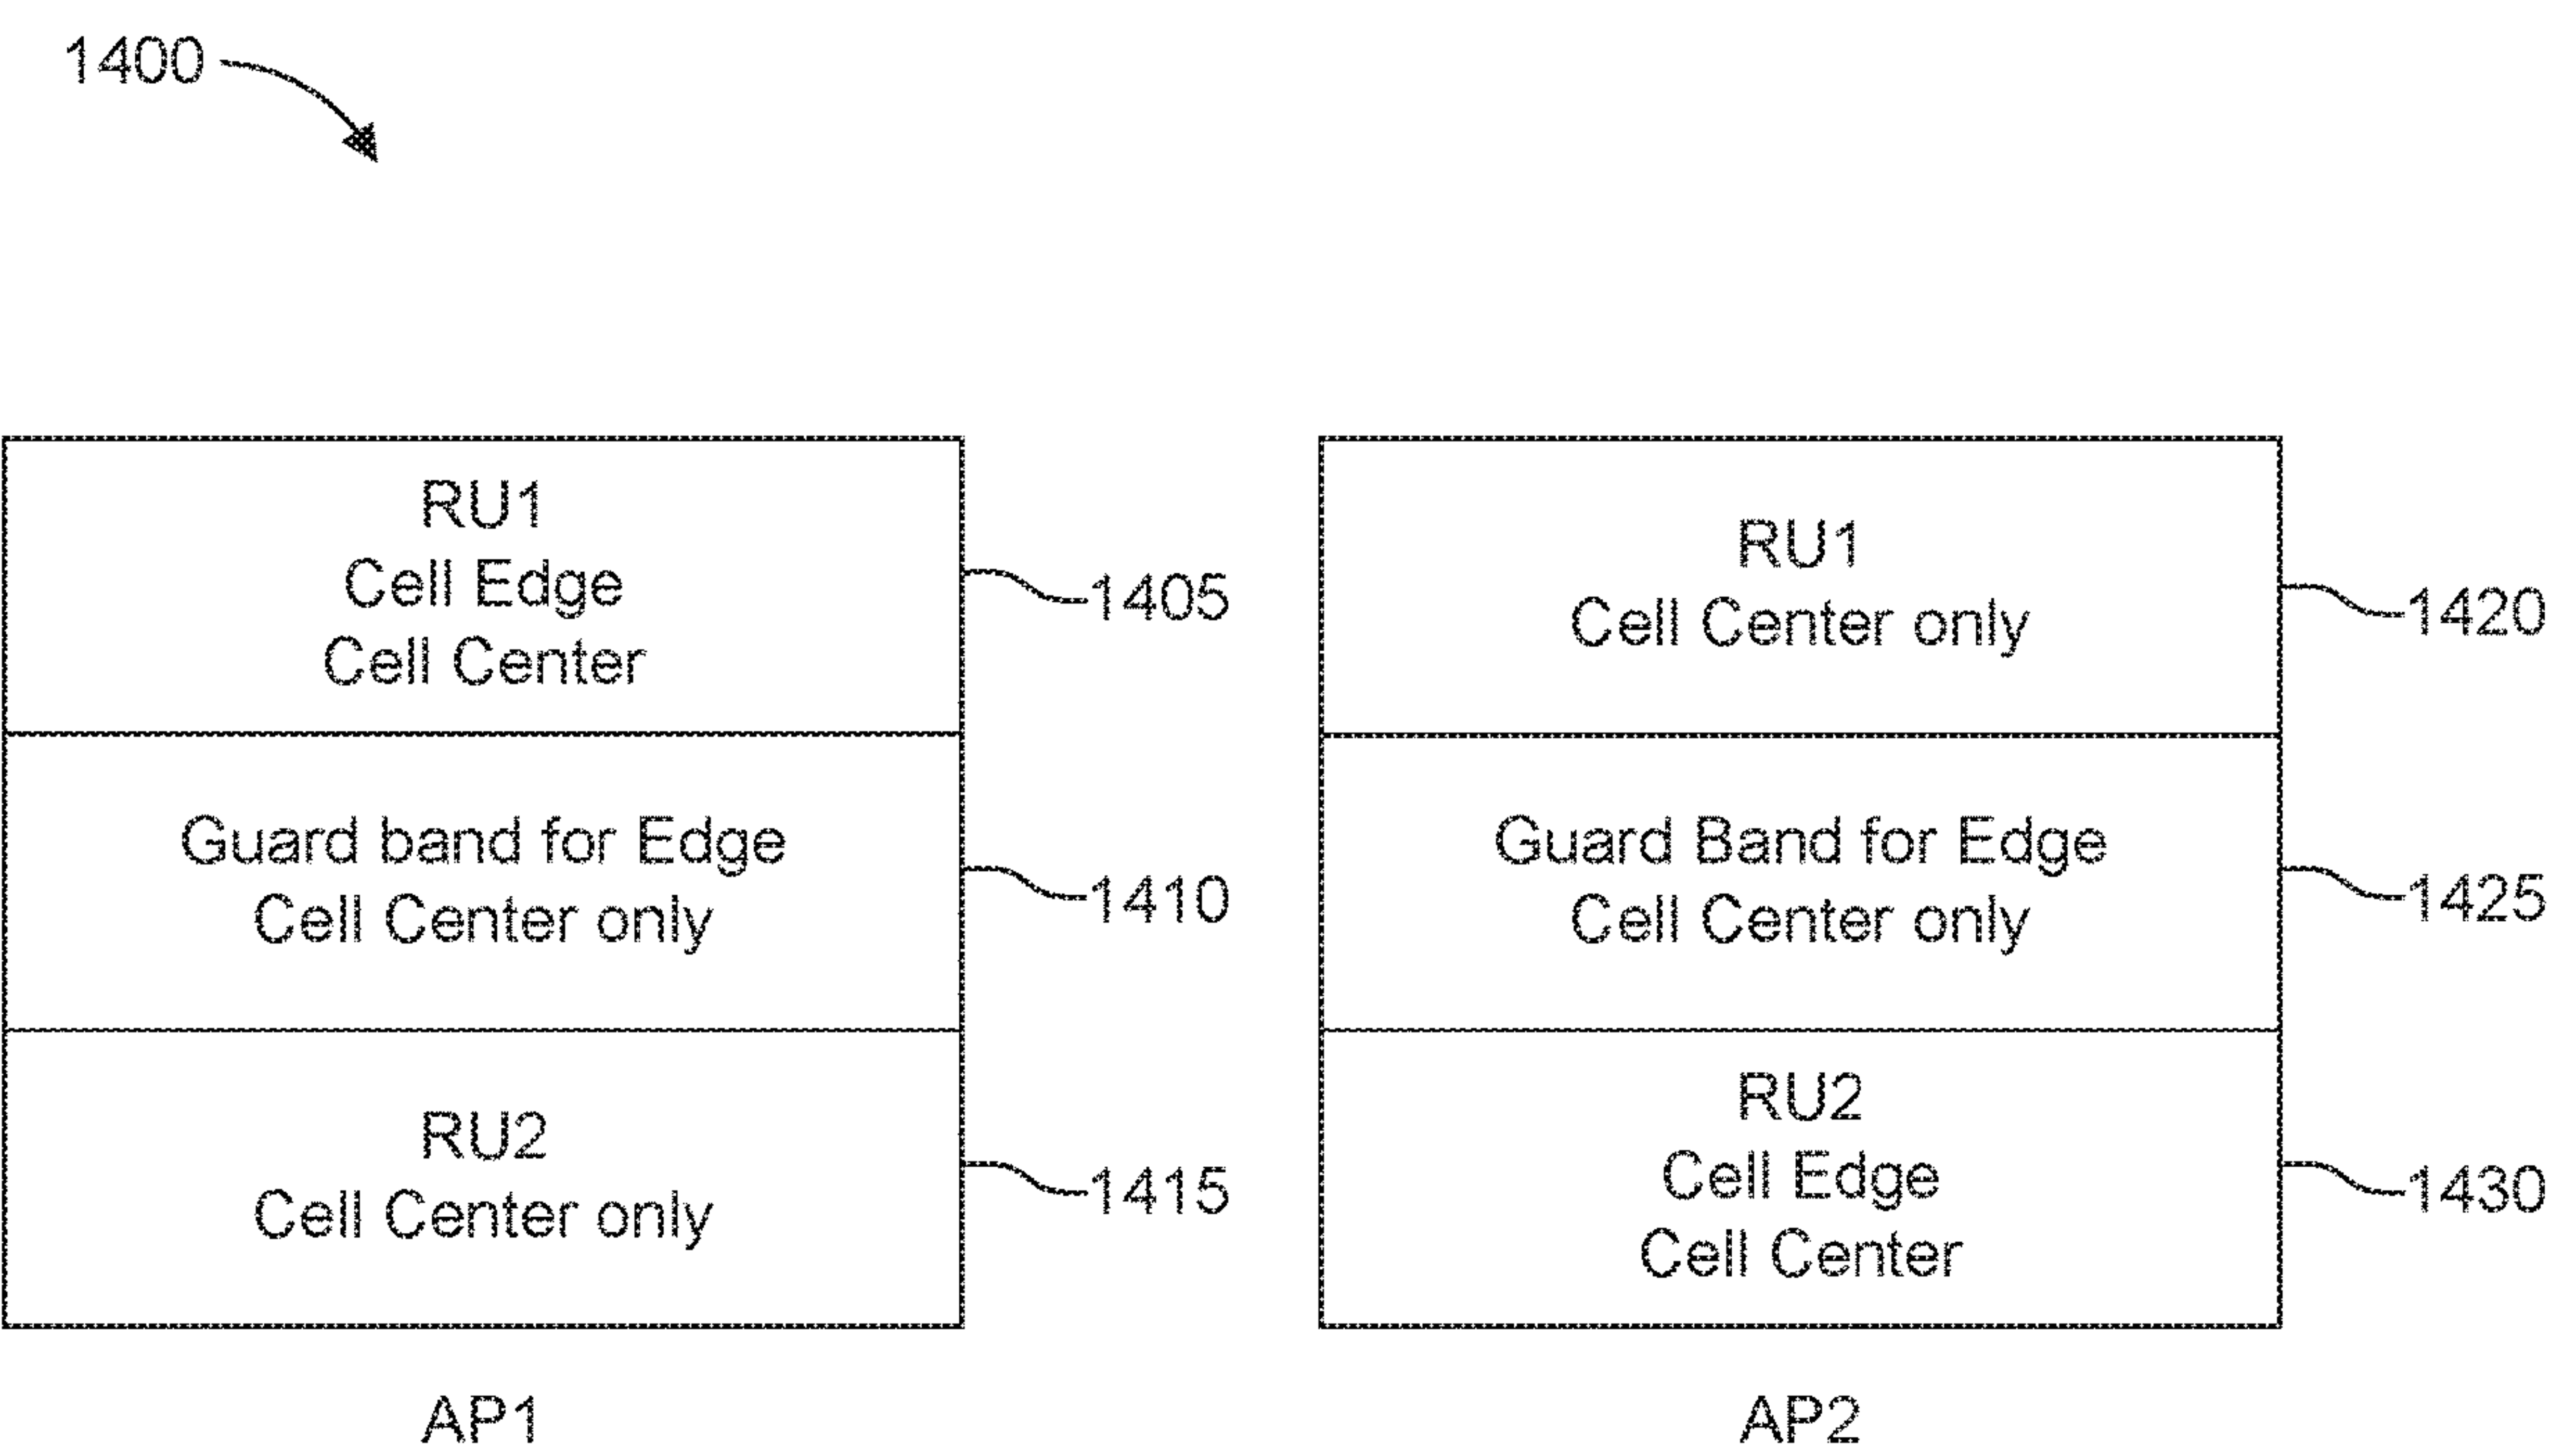 1400
RU1
Cell Edge
Cell Center
1405
Guard band for Edge
Cell Center only
1410
RU2
Cell Center only
1415
AP1
RU1
Cell Center only
1420
Guard Band for Edge
Cell Center only
1425
RU2
Cell Edge
Cell Center
1430
AP2